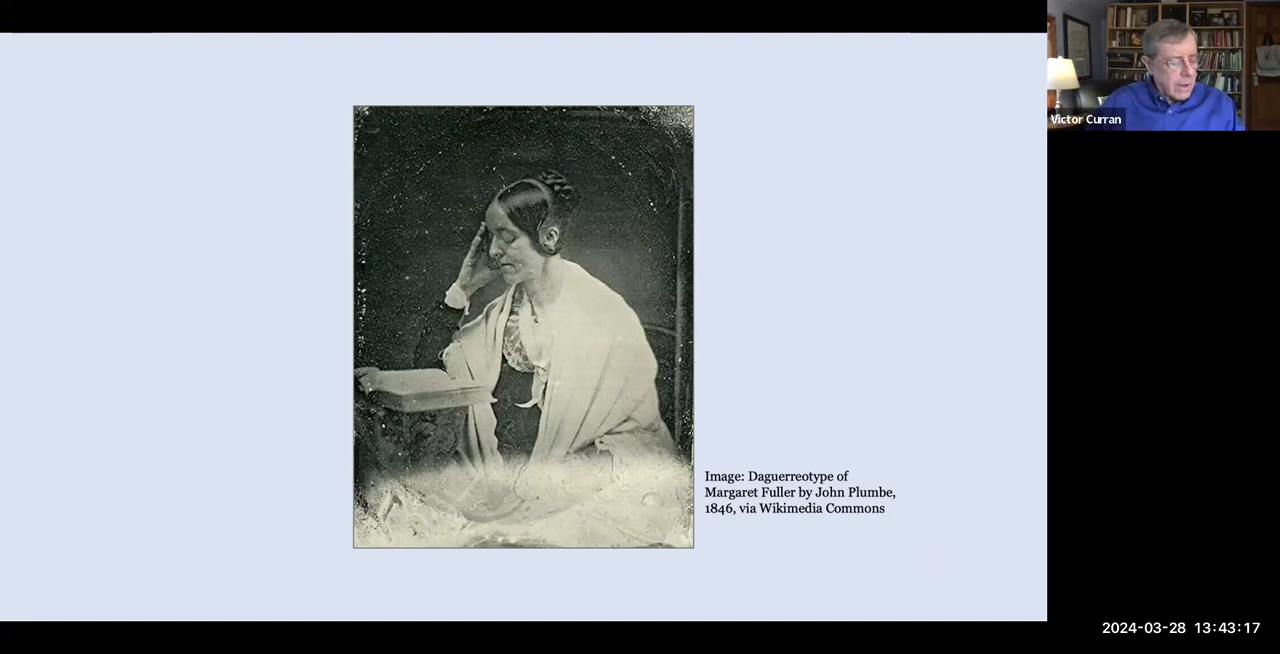 Victor Curran
Image: Daguerreotype of
Margaret Fuller by John Plumbe,
1846, via Wikimedia Commons
2024-03-28 13:43:17